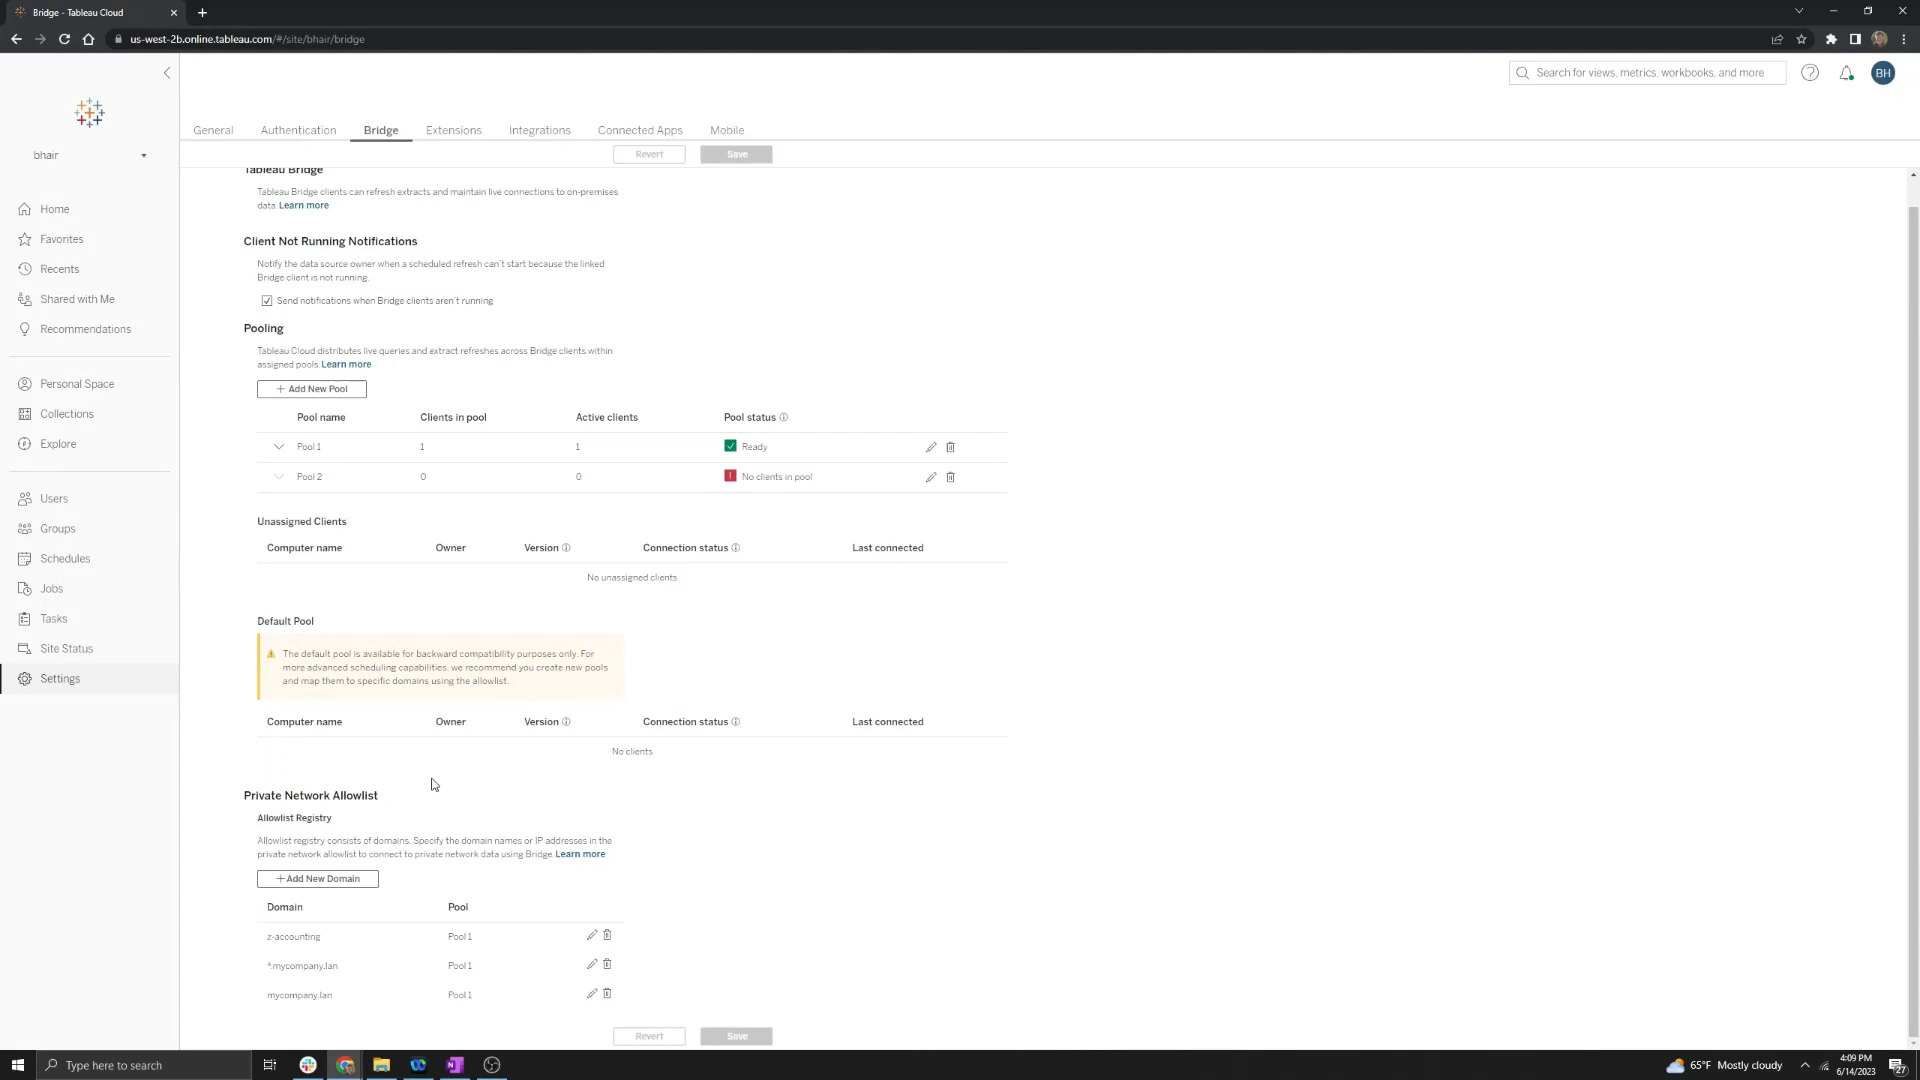 Bridge - Tableau Cloud
us-west-2b.online.tableau.com/#/site/bhair/bridge
Search for views, metrics, workbooks, and more
BH
bhair
Home
Favorites
Recents
Shared with Me
Recommendations
Personal Space
Collections
Explore
Users
Groups
Schedules
Jobs
Tasks
Site Status
Settings
General Authentication Bridge Extensions Integrations Connected Apps Mobile
Revert Save
Tableau Bridge
Tableau Bridge clients can refresh extracts and maintain live connections to on-premises
data. Learn more
Client Not Running Notifications
Notify the data source owner when a scheduled refresh can't start because the linked
Bridge client is not running.
Send notifications when Bridge clients aren't running
Pooling
Tableau Cloud distributes live queries and extract refreshes across Bridge clients within
assigned pools. Learn more
+ Add New Pool
Pool name Clients in pool Active clients Pool status
Pool 1 1 1 Ready
Pool 2 0 0 No clients in pool
Unassigned Clients
Computer name Owner Version Connection status Last connected
No unassigned clients
Default Pool
The default pool is available for backward compatibility purposes only. For
more advanced scheduling capabilities, we recommend you create new pools
and map them to specific domains using the allowlist.
Computer name Owner Version Connection status Last connected
No clients
Private Network Allowlist
Allowlist Registry
Allowlist registry consists of domains. Specify the domain names or IP addresses in the
private network allowlist to connect to private network data using Bridge. Learn more
+ Add New Domain
Domain Pool
z-accounting Pool 1
*.mycompany.lan Pool 1
mycompany.lan Pool 1
Revert Save
Type here to search
65°F Mostly cloudy
4:09 PM
6/14/2023
27